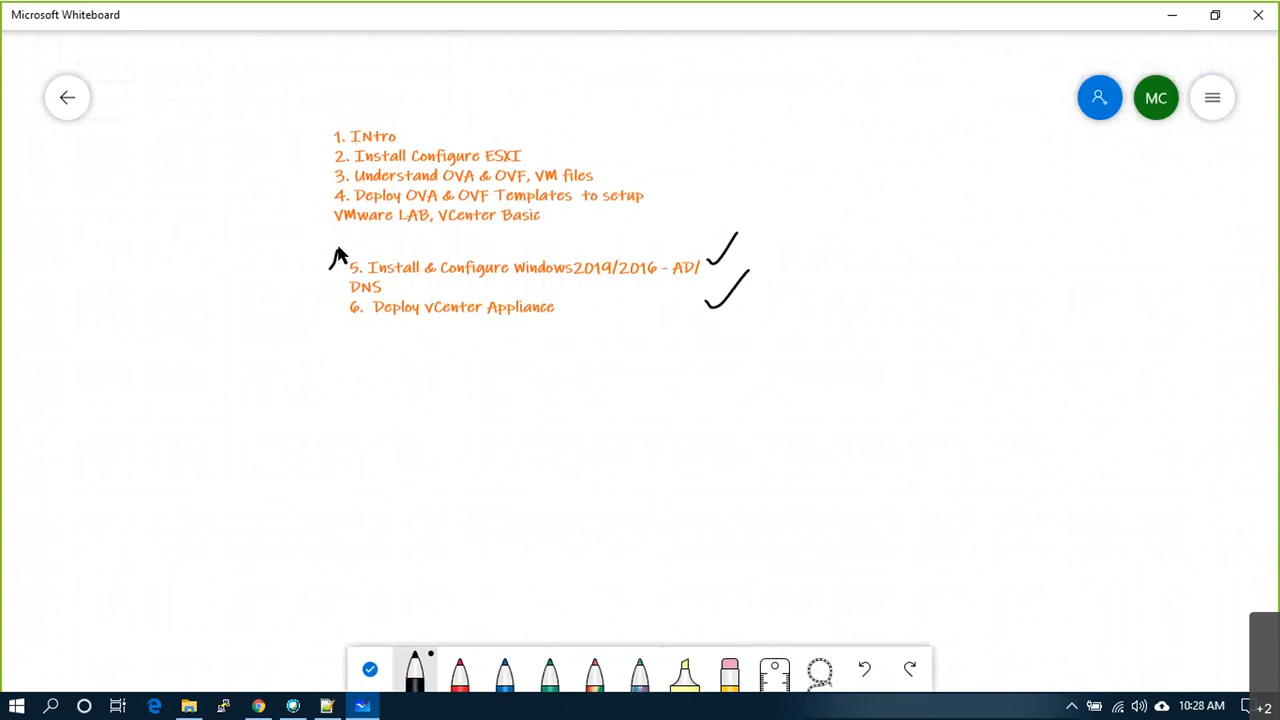 Microsoft Whiteboard
MC
1. INtro
2. Install Configure ESXI
3. Understand OVA & OVF, VM files
4. Deploy OVA & OVF Templates to setup
VMware LAB, VCenter Basic
5. Install & Configure Windows2019/2016 - AD/
DNS
6. Deploy vCenter Appliance
10:28 AM
+2